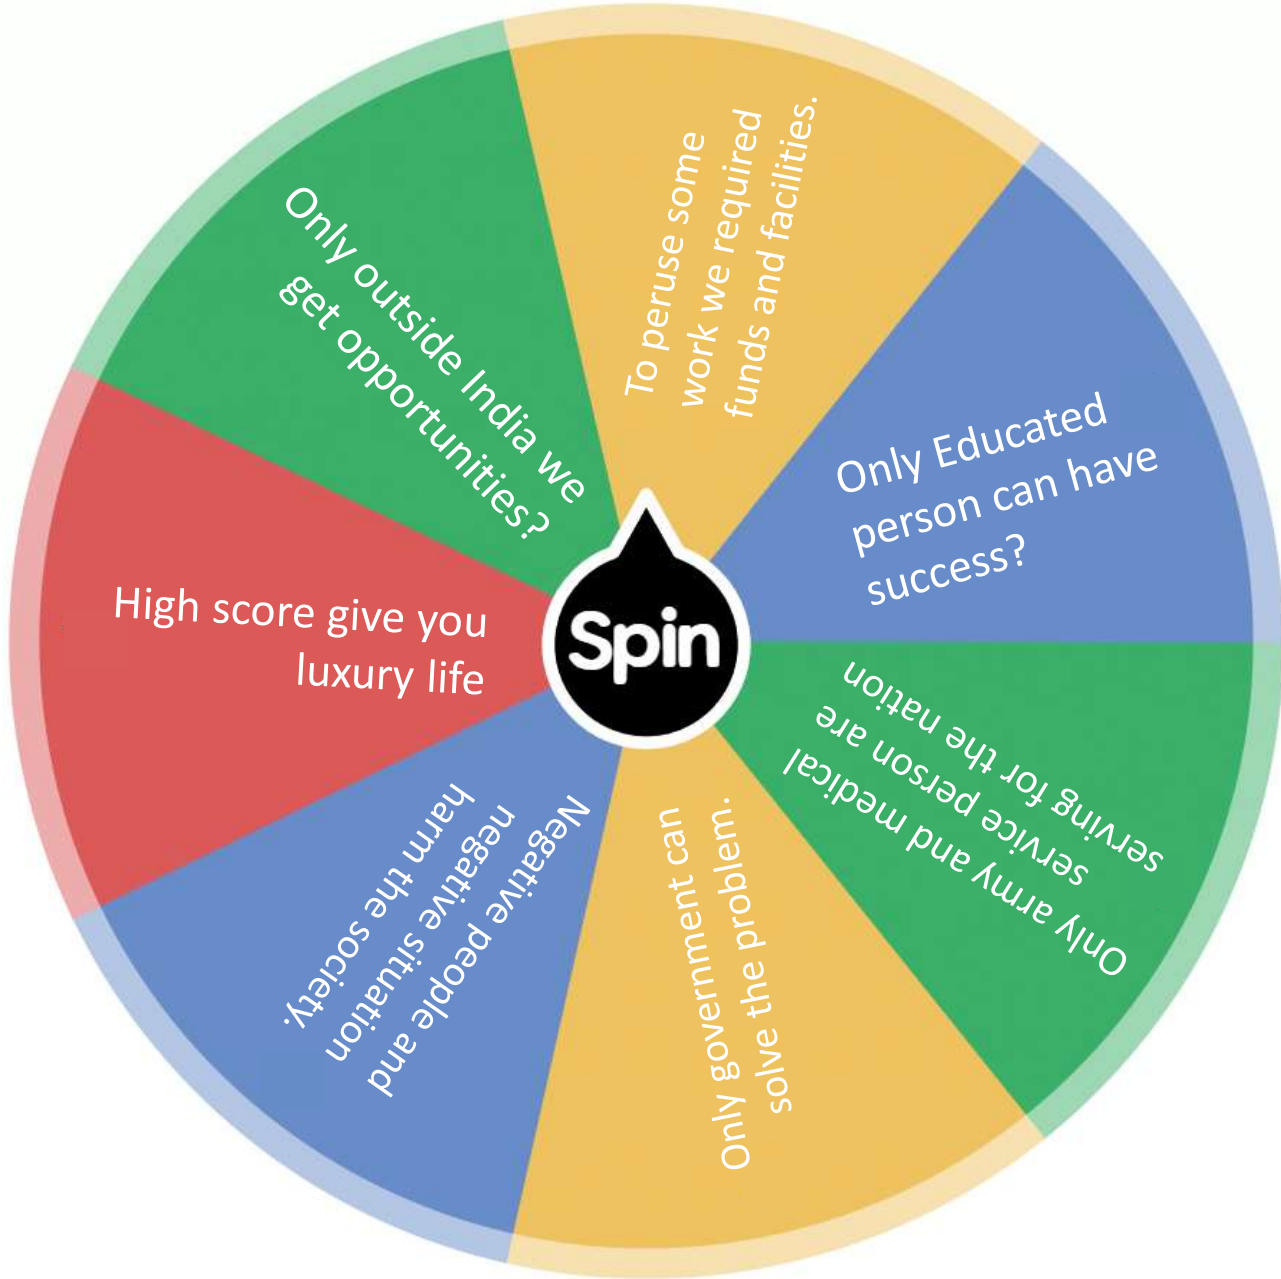 To peruse some
work we required
funds and facilities.
Only Educated
person can have
success?
Only army and medical
service person are
serving for the nation
Only government can
solve the problem.
Negative people and
negative situation
harm the society.
High score give you
luxury life
Only outside India we
get opportunities?
Spin